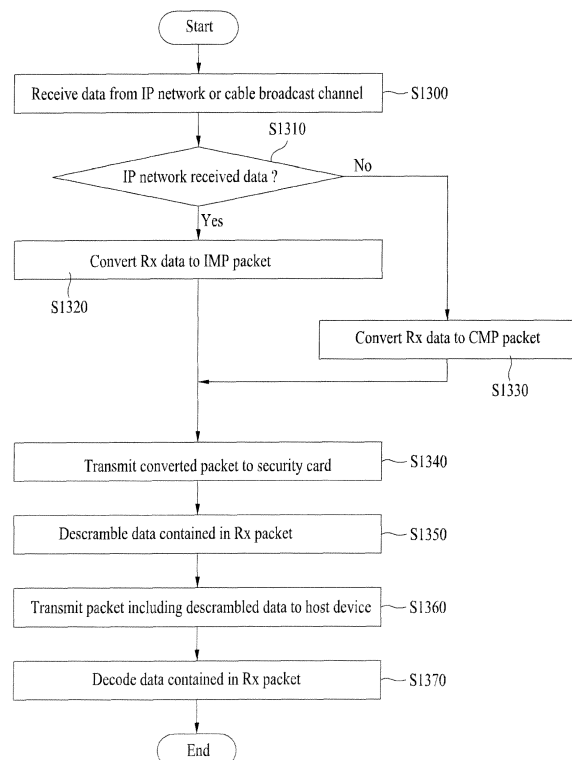 Start
Receive data from IP network or cable broadcast channel
S1300
S1310
IP network received data ?
No
Yes
Convert Rx data to IMP packet
S1320
Convert Rx data to CMP packet
S1330
Transmit converted packet to security card
S1340
Descramble data contained in Rx packet
S1350
Transmit packet including descrambled data to host device
S1360
Decode data contained in Rx packet
S1370
End